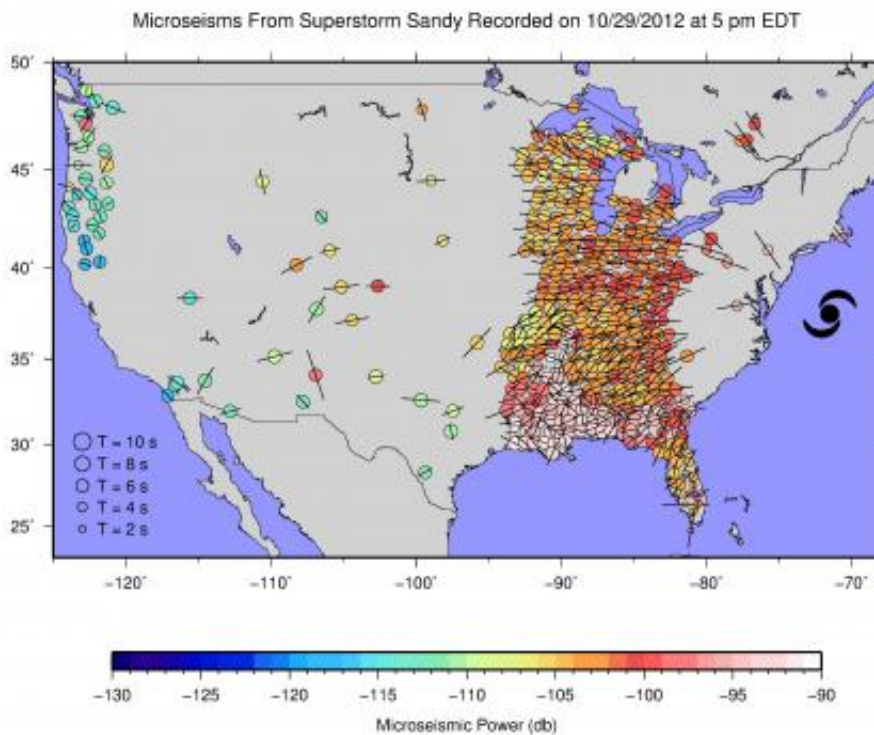 Microseisms From Superstorm Sandy Recorded on 10/29/2012 at 5 pm EDT
50°
45°
40°
35°
30°
25°
T = 10 s
T = 8 s
T = 6 s
T = 4 s
T = 2 s
-120° -110° -100° -90° -80° -70°
-130 -125 -120 -115 -110 -105 -100 -95 -90
Microseismic Power (db)